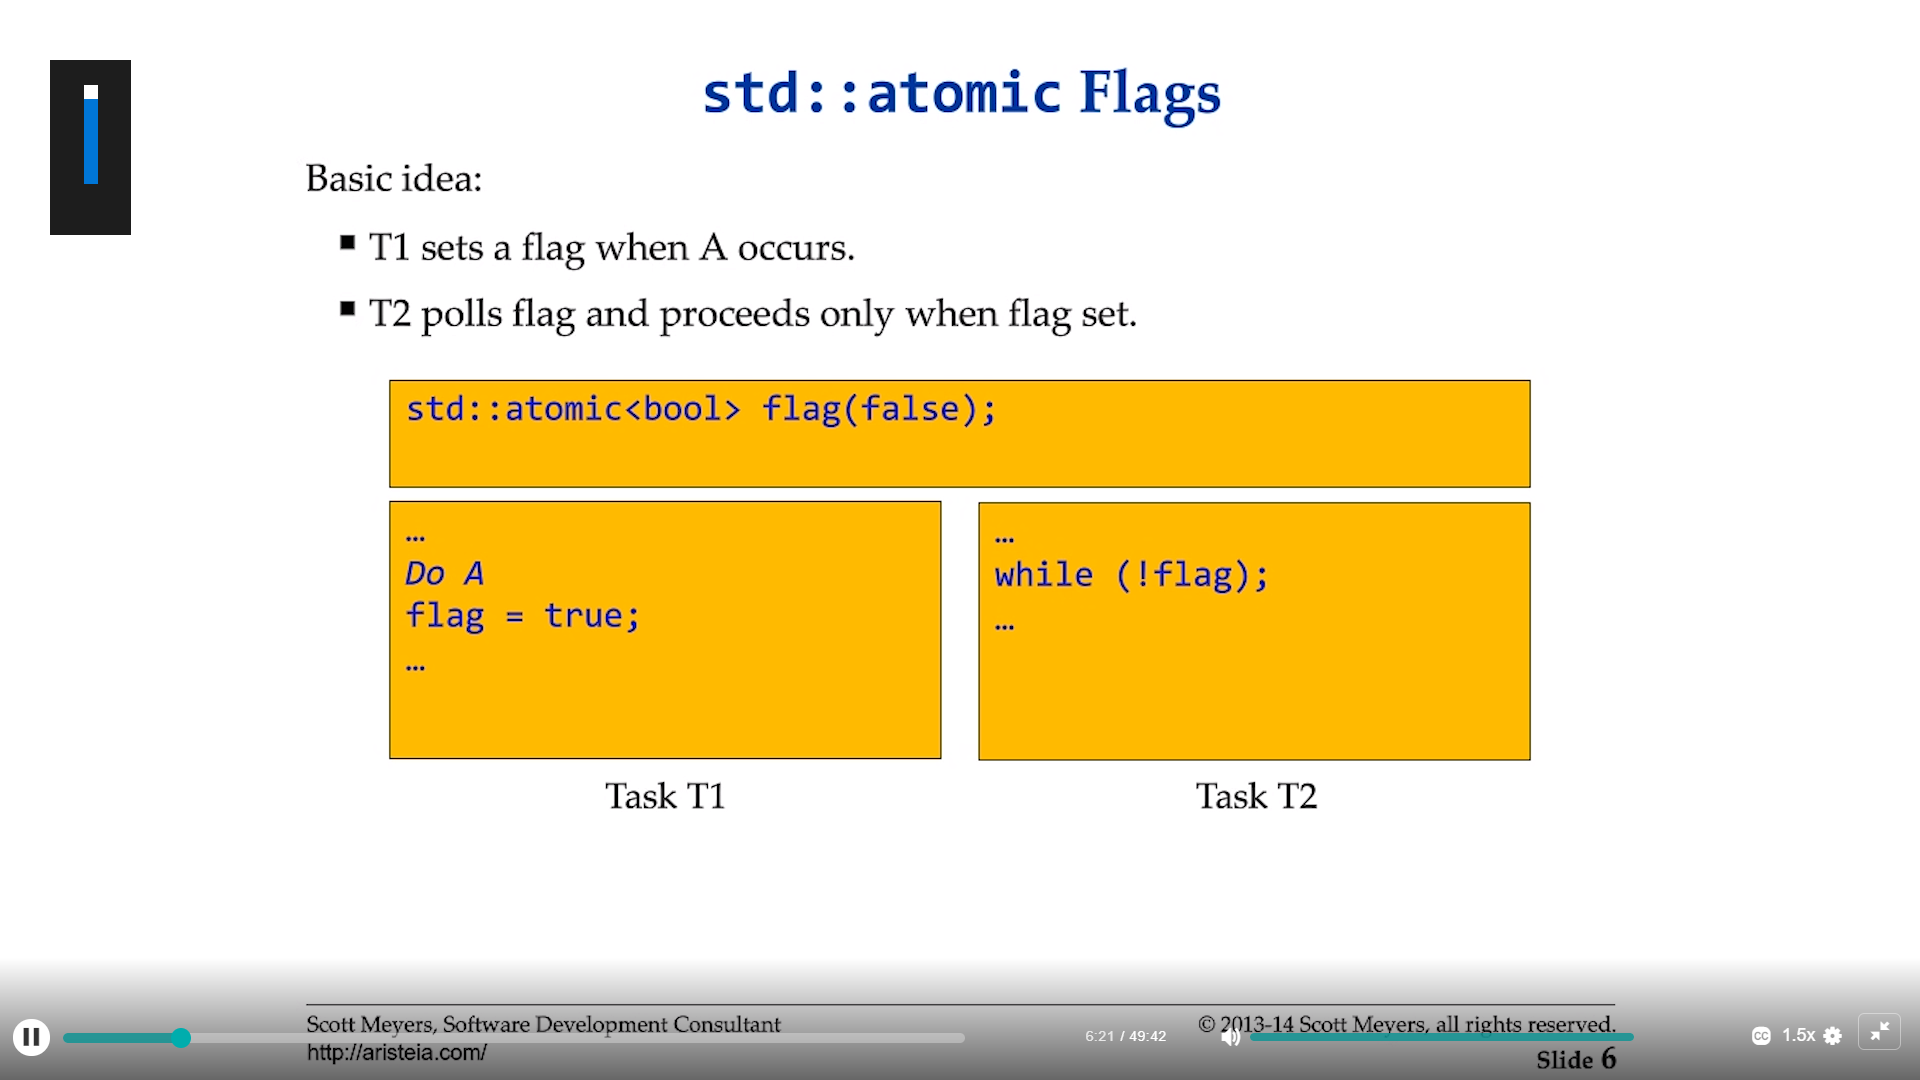 std::atomic Flags
Basic idea:
■ T1 sets a flag when A occurs.
■ T2 polls flag and proceeds only when flag set.
std::atomic<bool> flag(false);
…
Do A
flag = true;
…
…
while (!flag);
…
Task T1
Task T2
Scott Meyers, Software Development Consultant
http://aristeia.com/
© 2013-14 Scott Meyers, all rights reserved.
Slide 6
6:21 / 49:42
CC
1.5x